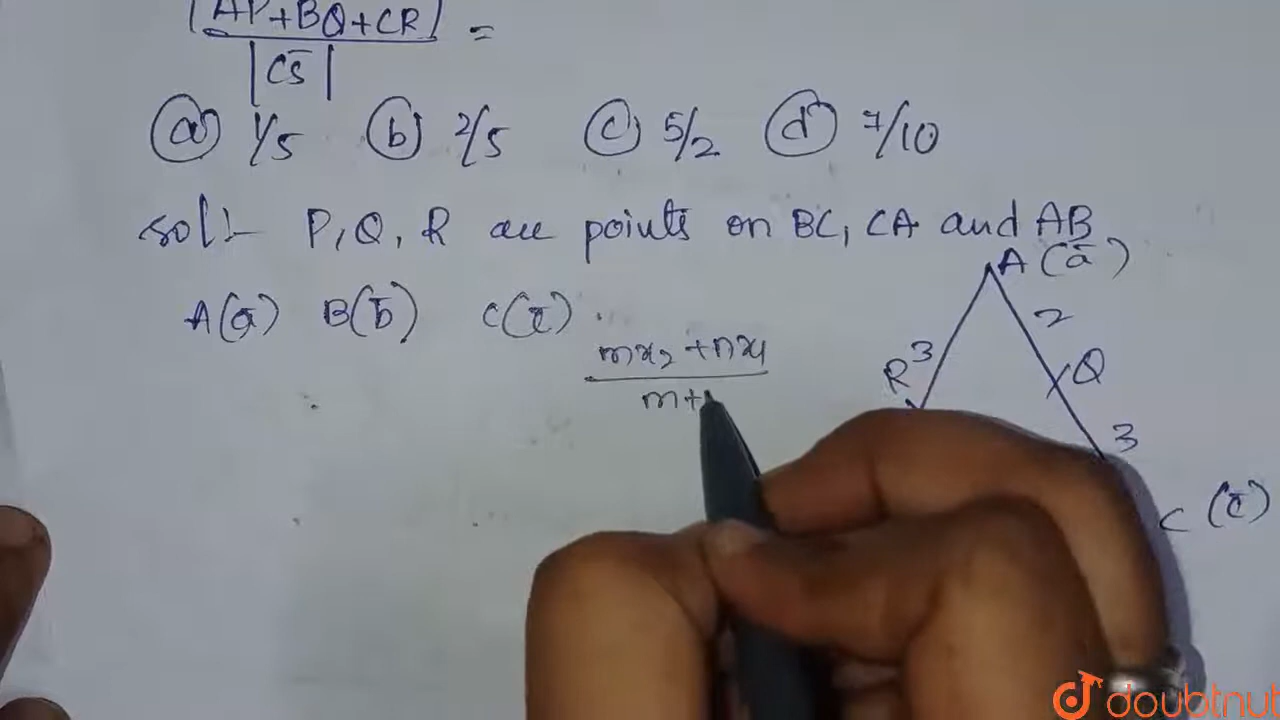 |AP+BQ+CR|
|CS̄| =
(a) 1/5 (b) 2/5 (c) 5/2 (d) 7/10
sol:- P, Q, R are points on BC, CA and AB
A(ā) B(b̄) C(c̄)
mx₂ + nx₁
m+
A(ā)
2
R 3
Q
3
C (c̄)
doubtnut